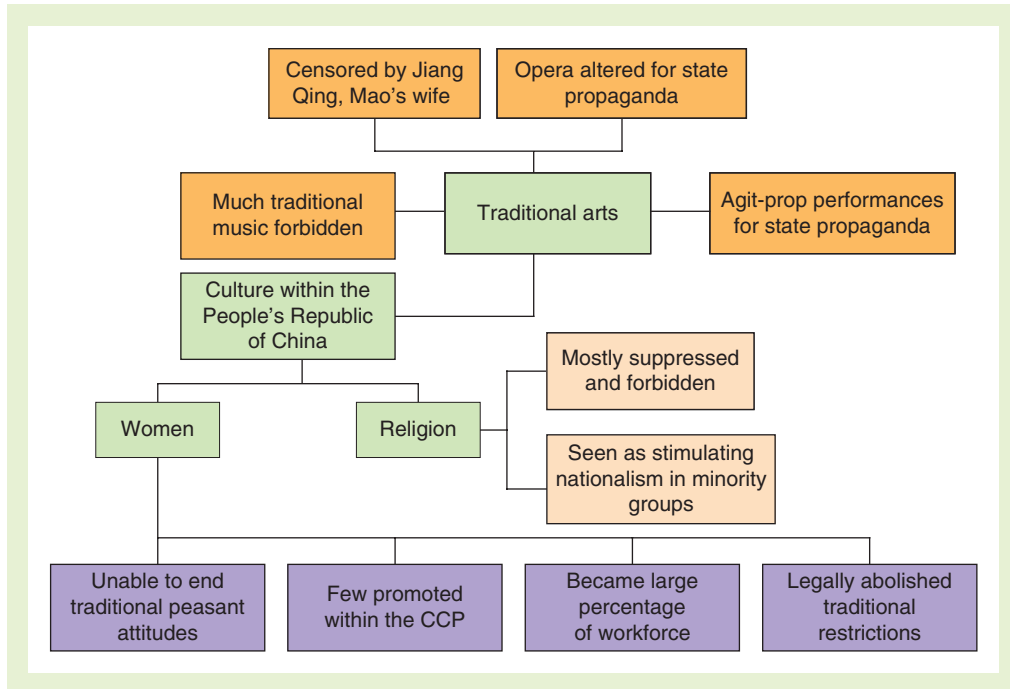 Censored by Jiang
Qing, Mao's wife
Opera altered for state
propaganda
Much traditional
music forbidden
Traditional arts
Agit-prop performances
for state propaganda
Culture within the
People's Republic
of China
Mostly suppressed
and forbidden
Women
Religion
Seen as stimulating
nationalism in minority
groups
Unable to end
traditional peasant
attitudes
Few promoted
within the CCP
Became large
percentage
of workforce
Legally abolished
traditional
restrictions